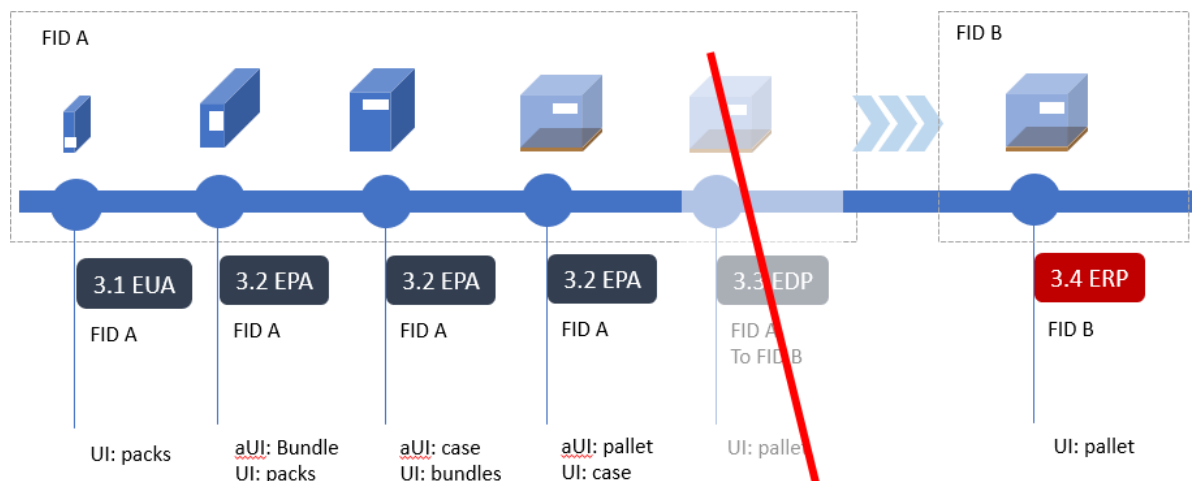 FID A
FID B
3.1 EUA
3.2 EPA
3.2 EPA
3.2 EPA
3.3 EDP
3.4 ERP
FID A
FID A
FID A
FID A
FID A
To FID B
FID B
UI: packs
aUI: Bundle
UI: packs
aUI: case
UI: bundles
aUI: pallet
UI: case
UI: pallet
UI: pallet